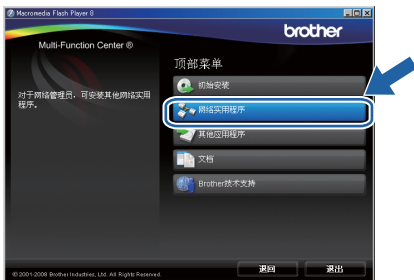 Macromedia Flash Player 8
brother
Multi-Function Center ®
顶部菜单
初始安装
对于网络管理员，可安装其他网络实用
程序。
网络实用程序
其他应用程序
文档
Brother技术支持
© 2001-2008 Brother Industries, Ltd. All Rights Reserved.
退回
退出